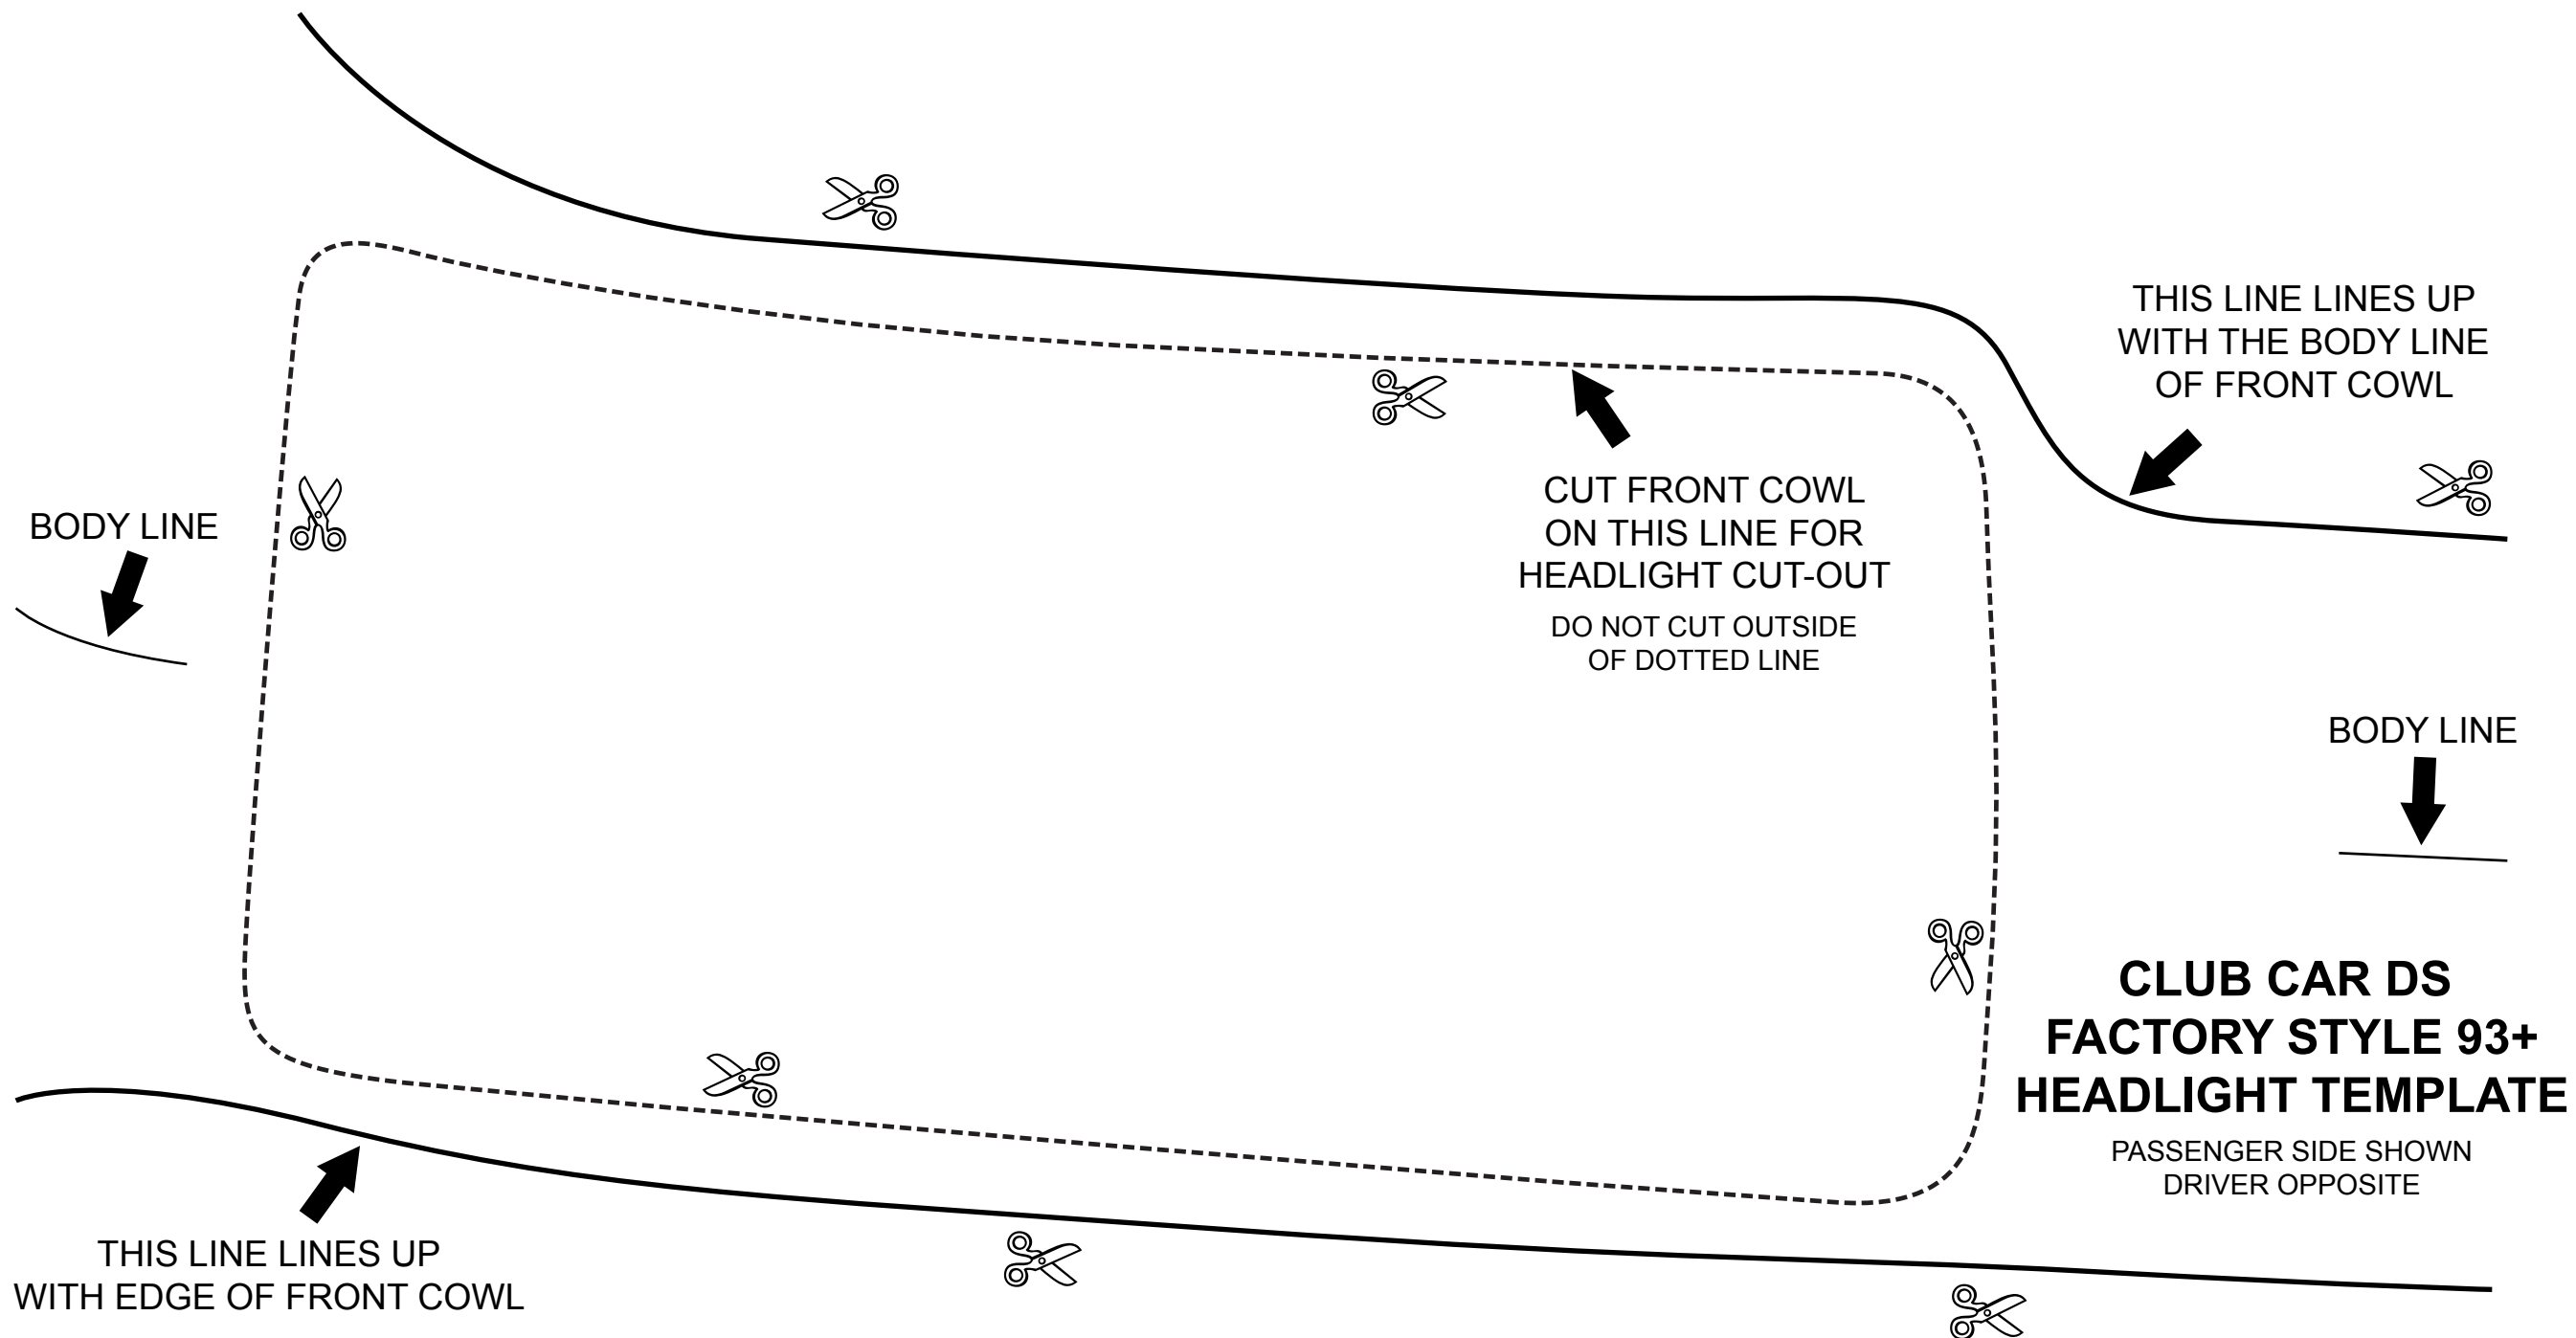 THIS LINE LINES UP
WITH THE BODY LINE
OF FRONT COWL
CUT FRONT COWL
ON THIS LINE FOR
HEADLIGHT CUT-OUT
DO NOT CUT OUTSIDE
OF DOTTED LINE
BODY LINE
BODY LINE
CLUB CAR DS
FACTORY STYLE 93+
HEADLIGHT TEMPLATE
PASSENGER SIDE SHOWN
DRIVER OPPOSITE
THIS LINE LINES UP
WITH EDGE OF FRONT COWL